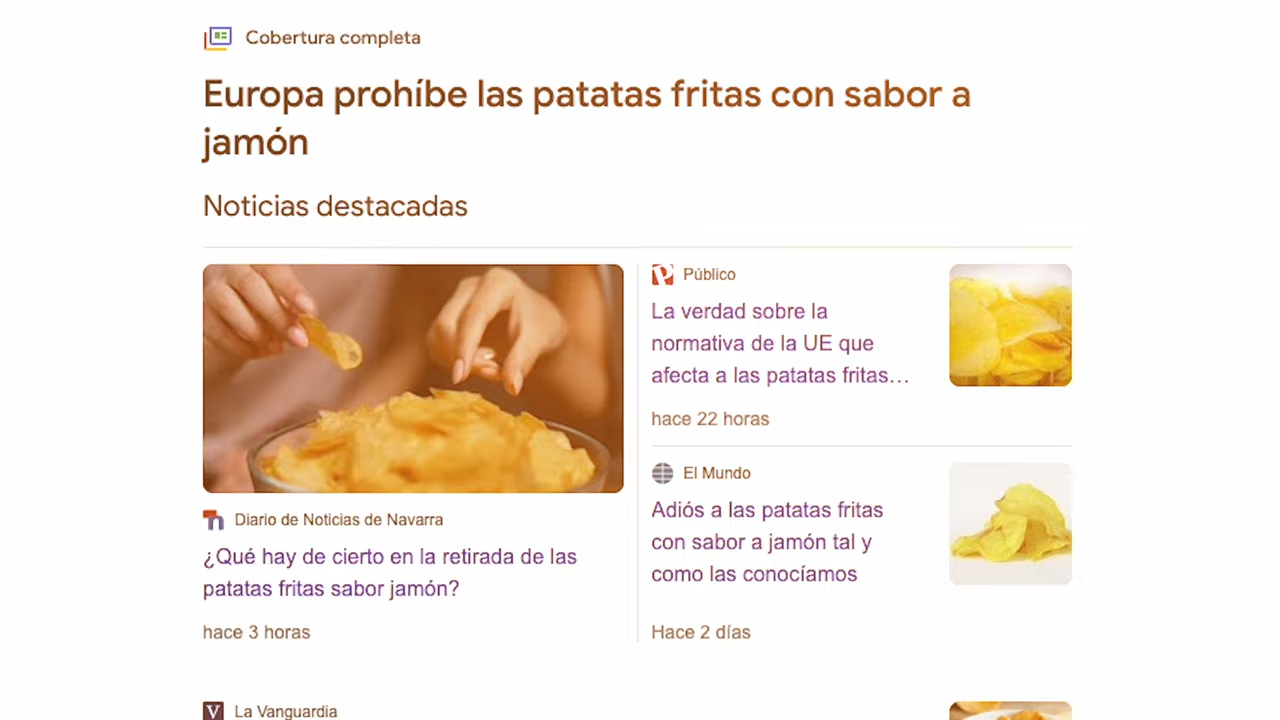 Cobertura completa
Europa prohíbe las patatas fritas con sabor a
jamón
Noticias destacadas
Diario de Noticias de Navarra
¿Qué hay de cierto en la retirada de las
patatas fritas sabor jamón?
hace 3 horas
Público
La verdad sobre la
normativa de la UE que
afecta a las patatas fritas…
hace 22 horas
El Mundo
Adiós a las patatas fritas
con sabor a jamón tal y
como las conocíamos
Hace 2 días
La Vanguardia